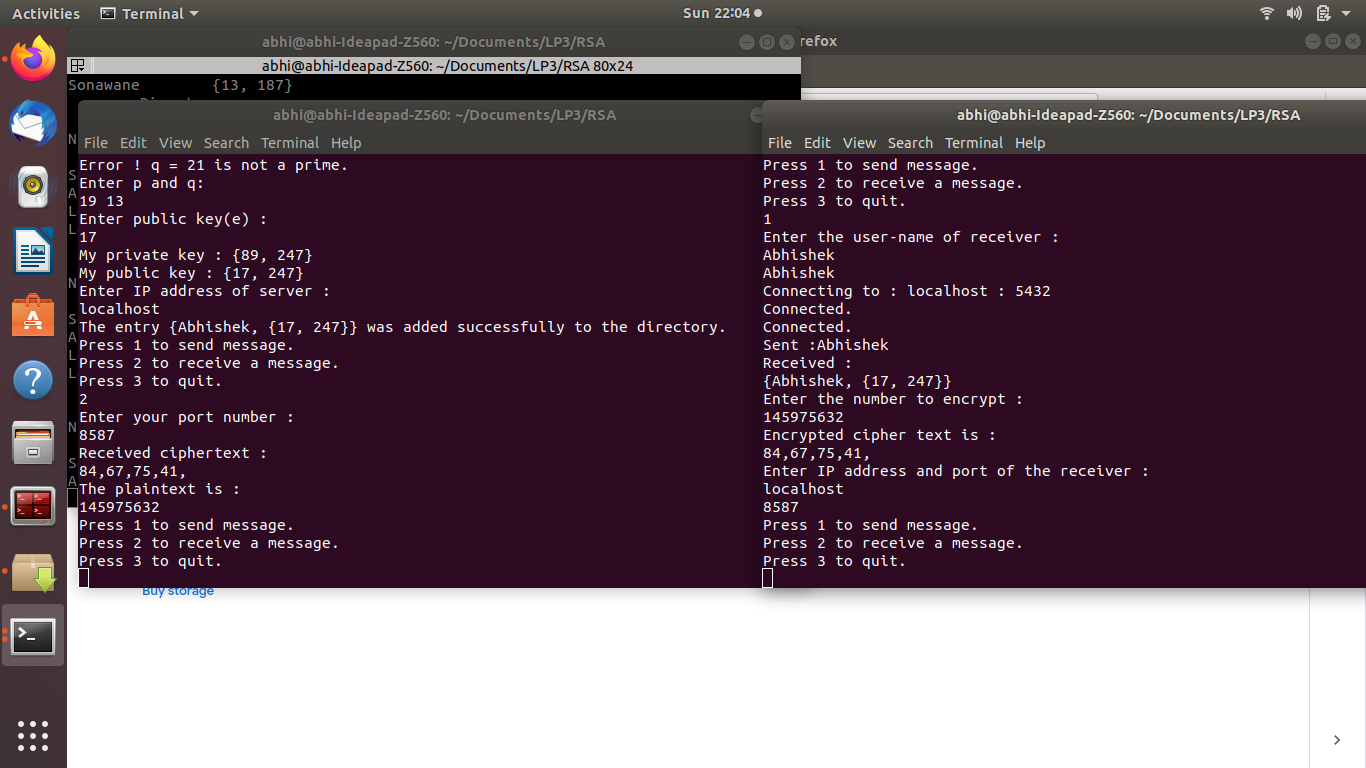 Activities Terminal Sun 22:04
abhi@abhi-Ideapad-Z560: ~/Documents/LP3/RSA
refox
abhi@abhi-Ideapad-Z560: ~/Documents/LP3/RSA 80x24
Sonawane {13, 187}
abhi@abhi-Ideapad-Z560: ~/Documents/LP3/RSA
File Edit View Search Terminal Help
Error ! q = 21 is not a prime.
Enter p and q:
19 13
Enter public key(e) :
17
My private key : {89, 247}
My public key : {17, 247}
Enter IP address of server :
localhost
The entry {Abhishek, {17, 247}} was added successfully to the directory.
Press 1 to send message.
Press 2 to receive a message.
Press 3 to quit.
2
Enter your port number :
8587
Received ciphertext :
84,67,75,41,
The plaintext is :
145975632
Press 1 to send message.
Press 2 to receive a message.
Press 3 to quit.
abhi@abhi-Ideapad-Z560: ~/Documents/LP3/RSA
File Edit View Search Terminal Help
Press 1 to send message.
Press 2 to receive a message.
Press 3 to quit.
1
Enter the user-name of receiver :
Abhishek
Abhishek
Connecting to : localhost : 5432
Connected.
Connected.
Sent :Abhishek
Received :
{Abhishek, {17, 247}}
Enter the number to encrypt :
145975632
Encrypted cipher text is :
84,67,75,41,
Enter IP address and port of the receiver :
localhost
8587
Press 1 to send message.
Press 2 to receive a message.
Press 3 to quit.
N
S
A
L
L
N
S
A
L
L
N
S
A
Buy storage